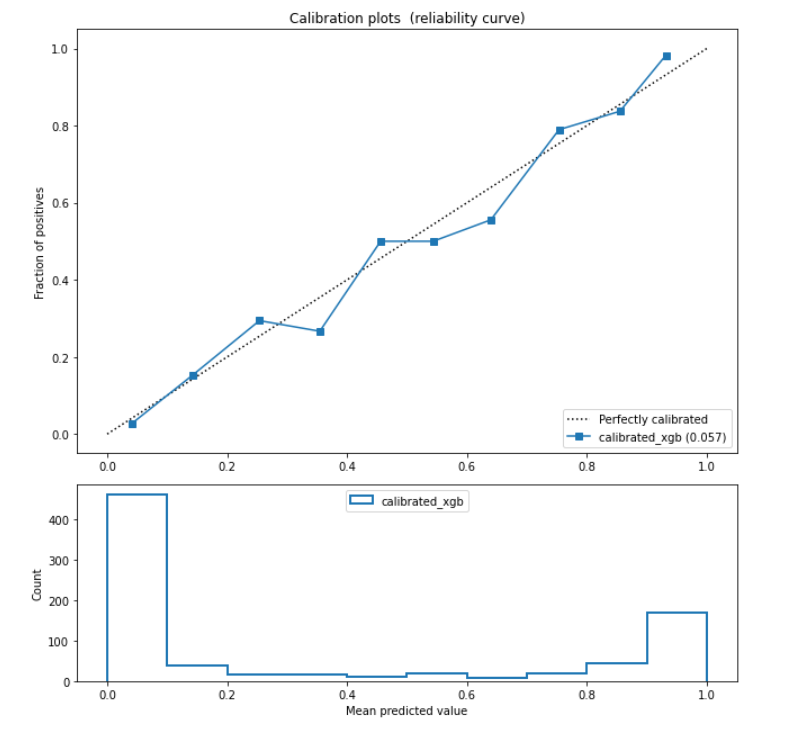 Calibration plots (reliability curve)
1.0
0.8
0.6
0.4
0.2
0.0
Fraction of positives
Perfectly calibrated
calibrated_xgb (0.057)
0.0 0.2 0.4 0.6 0.8 1.0
calibrated_xgb
400
300
200
100
0
Count
0.0 0.2 0.4 0.6 0.8 1.0
Mean predicted value